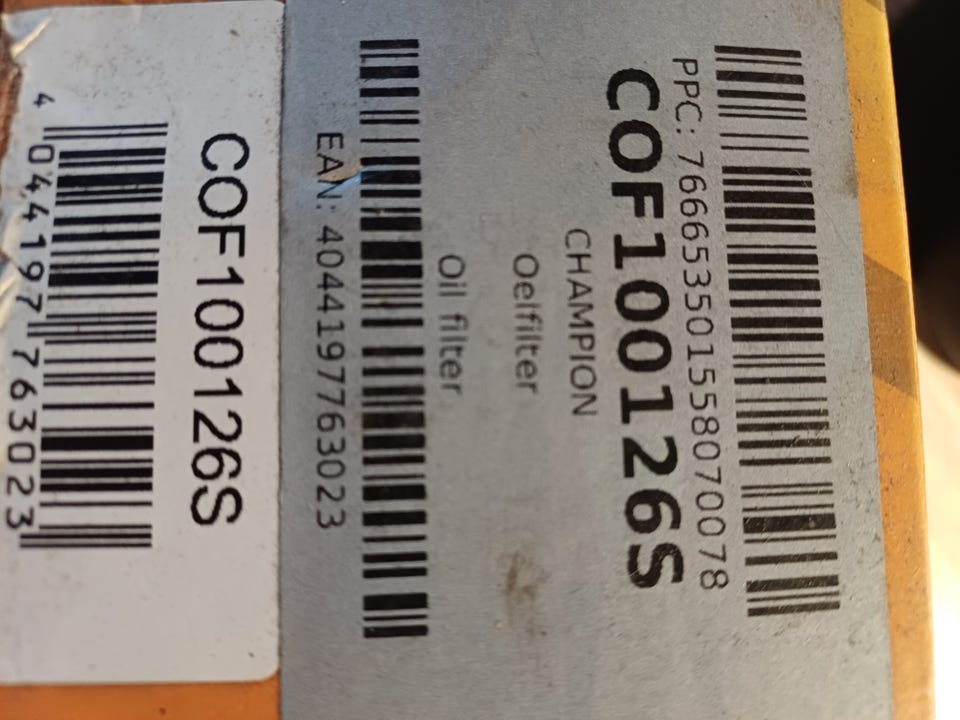 PPC: 7666535015580700078
COF100126S
CHAMPION
Oelfilter
Oil filter
EAN: 4044197763023
COF100126S
4 044197 763023